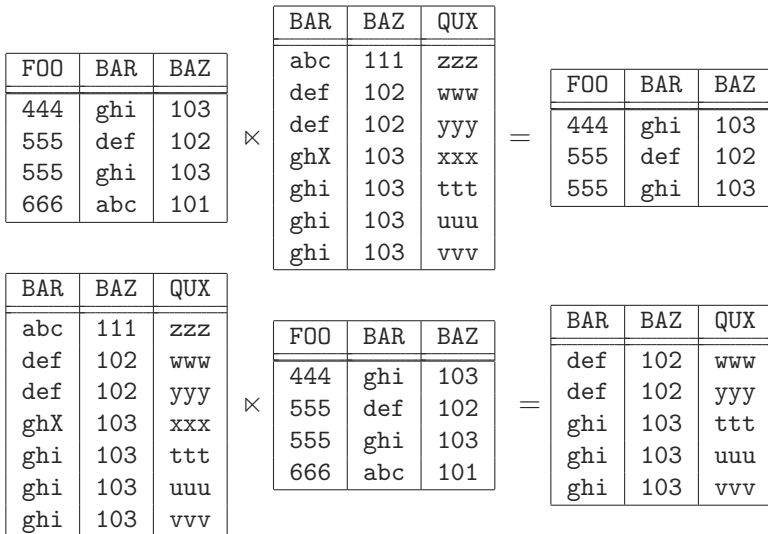 FOO BAR BAZ
444 ghi 103
555 def 102
555 ghi 103
666 abc 101
⋉
BAR BAZ QUX
abc 111 zzz
def 102 www
def 102 yyy
ghX 103 xxx
ghi 103 ttt
ghi 103 uuu
ghi 103 vvv
=
FOO BAR BAZ
444 ghi 103
555 def 102
555 ghi 103
BAR BAZ QUX
abc 111 zzz
def 102 www
def 102 yyy
ghX 103 xxx
ghi 103 ttt
ghi 103 uuu
ghi 103 vvv
⋉
FOO BAR BAZ
444 ghi 103
555 def 102
555 ghi 103
666 abc 101
=
BAR BAZ QUX
def 102 www
def 102 yyy
ghi 103 ttt
ghi 103 uuu
ghi 103 vvv